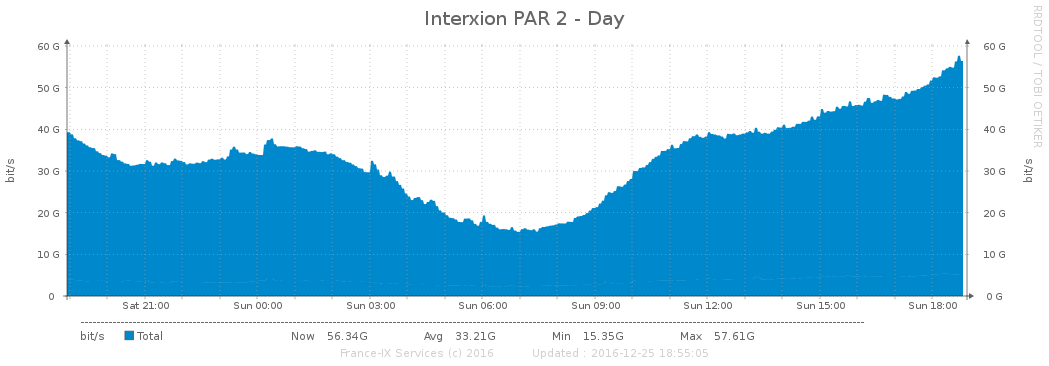 Interxion PAR 2 - Day
RRDTOOL / TOBI OETIKER
60 G 60 G
50 G 50 G
40 G 40 G
30 G 30 G
20 G 20 G
10 G 10 G
0 0 G
bit/s bit/s
Sat 21:00 Sun 00:00 Sun 03:00 Sun 06:00 Sun 09:00 Sun 12:00 Sun 15:00 Sun 18:00
bit/s Total Now 56.34G Avg 33.21G Min 15.35G Max 57.61G
France-IX Services (c) 2016 Updated : 2016-12-25 18:55:05